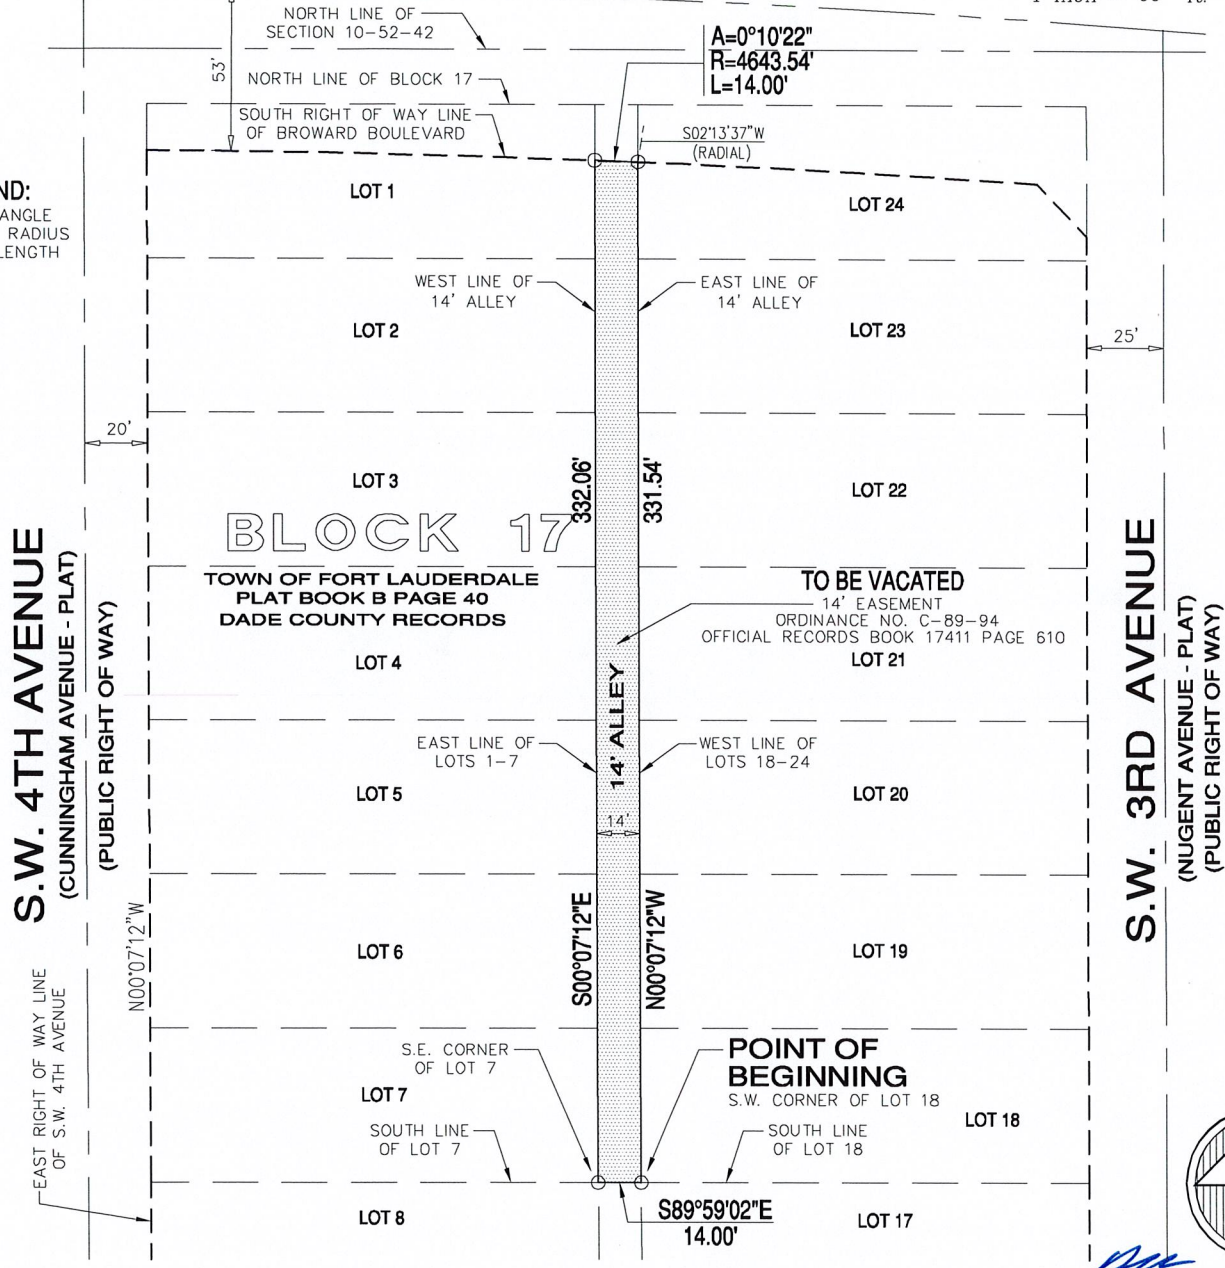 NORTH LINE OF
SECTION 10-52-42
53'
NORTH LINE OF BLOCK 17
SOUTH RIGHT OF WAY LINE
OF BROWARD BOULEVARD
A=0°10'22"
R=4643.54'
L=14.00'
S02°13'37"W
(RADIAL)
ND:
ANGLE
RADIUS
LENGTH
LOT 1
LOT 24
WEST LINE OF
14' ALLEY
EAST LINE OF
14' ALLEY
LOT 2
LOT 23
25'
20'
LOT 3
LOT 22
332.06'
331.54'
BLOCK 17
TOWN OF FORT LAUDERDALE
PLAT BOOK B PAGE 40
DADE COUNTY RECORDS
TO BE VACATED
14' EASEMENT
ORDINANCE NO. C-89-94
OFFICIAL RECORDS BOOK 17411 PAGE 610
LOT 4
LOT 21
14' ALLEY
S.W. 4TH AVENUE
(CUNNINGHAM AVENUE - PLAT)
(PUBLIC RIGHT OF WAY)
S.W. 3RD AVENUE
(NUGENT AVENUE - PLAT)
(PUBLIC RIGHT OF WAY)
EAST LINE OF
LOTS 1-7
WEST LINE OF
LOTS 18-24
LOT 5
LOT 20
14'
N00°07'12"W
S00°07'12"E
N00°07'12"W
LOT 6
LOT 19
EAST RIGHT OF WAY LINE
OF S.W. 4TH AVENUE
S.E. CORNER
OF LOT 7
POINT OF
BEGINNING
S.W. CORNER OF LOT 18
LOT 7
LOT 18
SOUTH LINE
OF LOT 7
SOUTH LINE
OF LOT 18
S89°59'02"E
14.00'
LOT 8
LOT 17